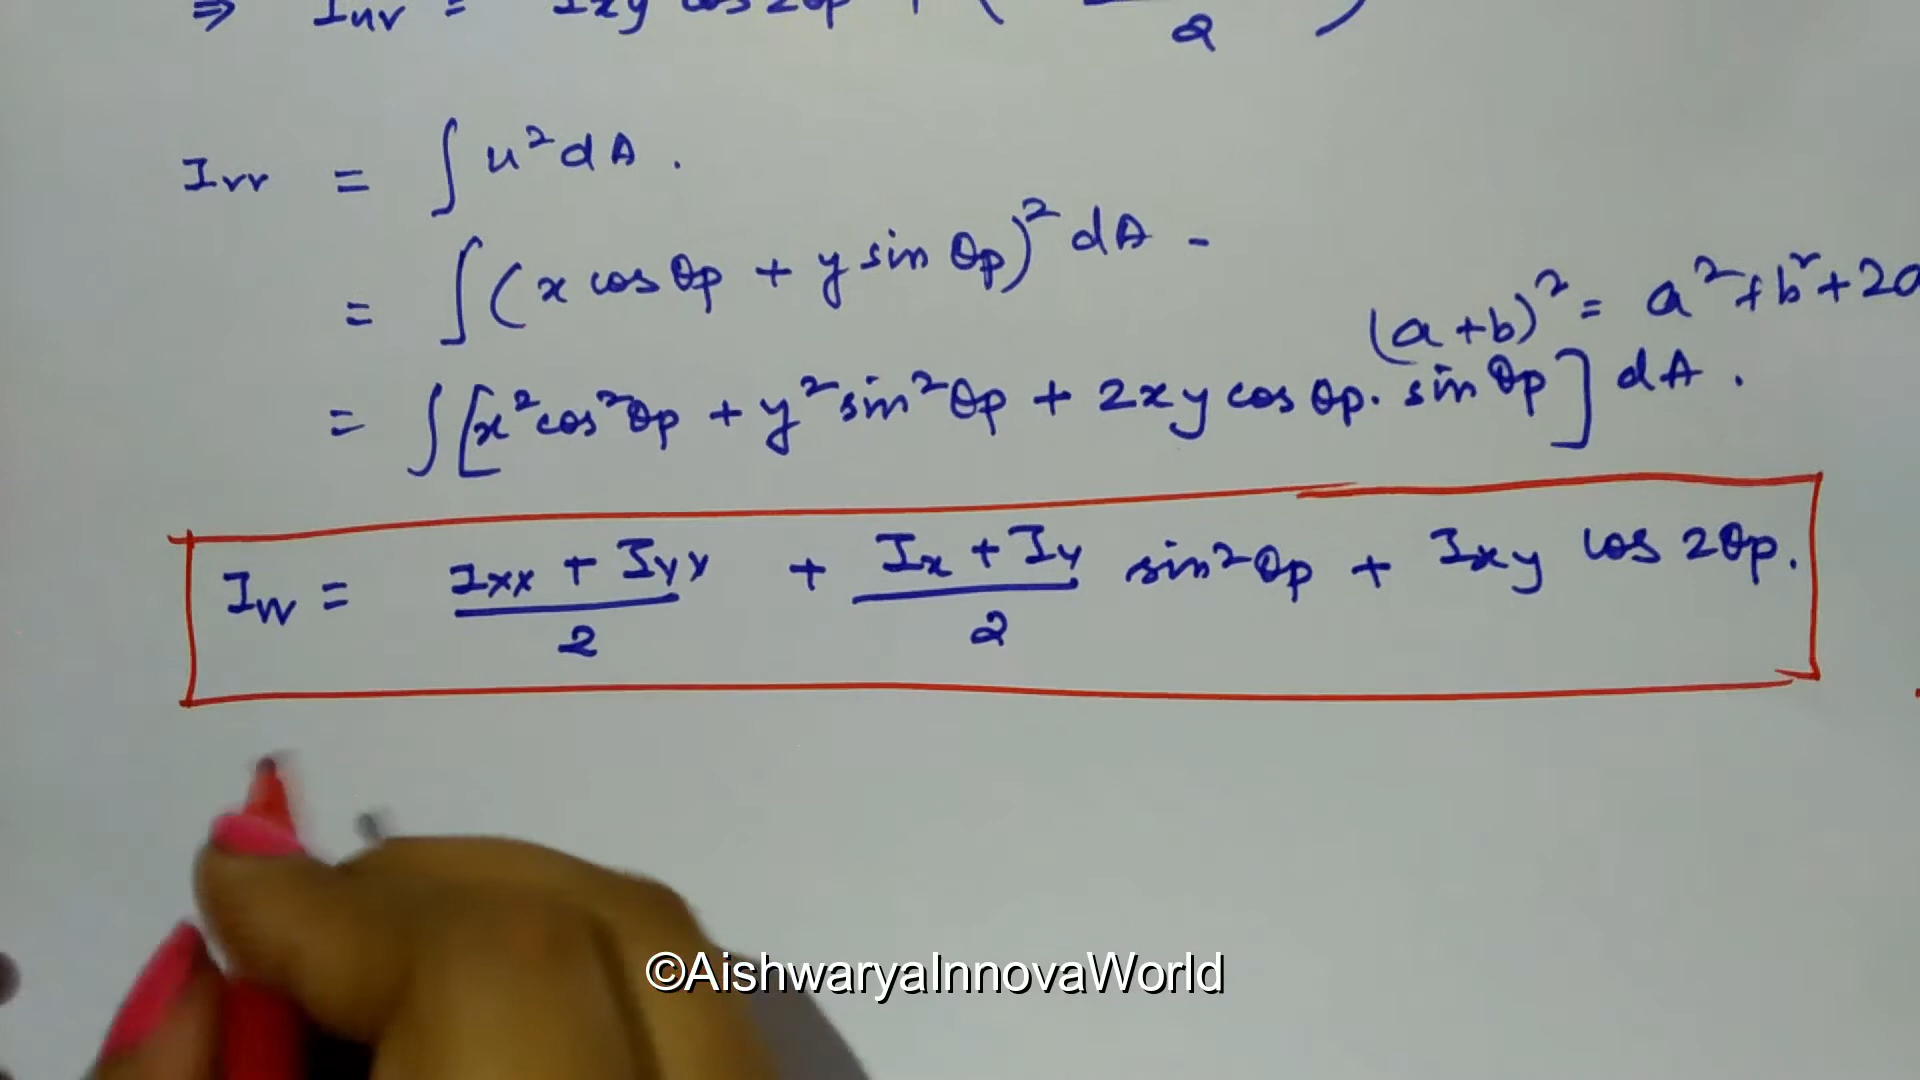 ⇒ Iuv = Ixy cos 2θp + ( 2 )
Ivv = ∫ u² dA .
= ∫ (x cos θp + y sin θp)² dA -
(a + b)² = a² + b² + 2a
= ∫ [x² cos² θp + y² sin² θp + 2xy cos θp . sin θp] dA .
Ivv = Ixx + Iyy / 2 + Ix + Iy / 2 sin² θp + Ixy cos 2θp.
©AishwaryaInnovaWorld